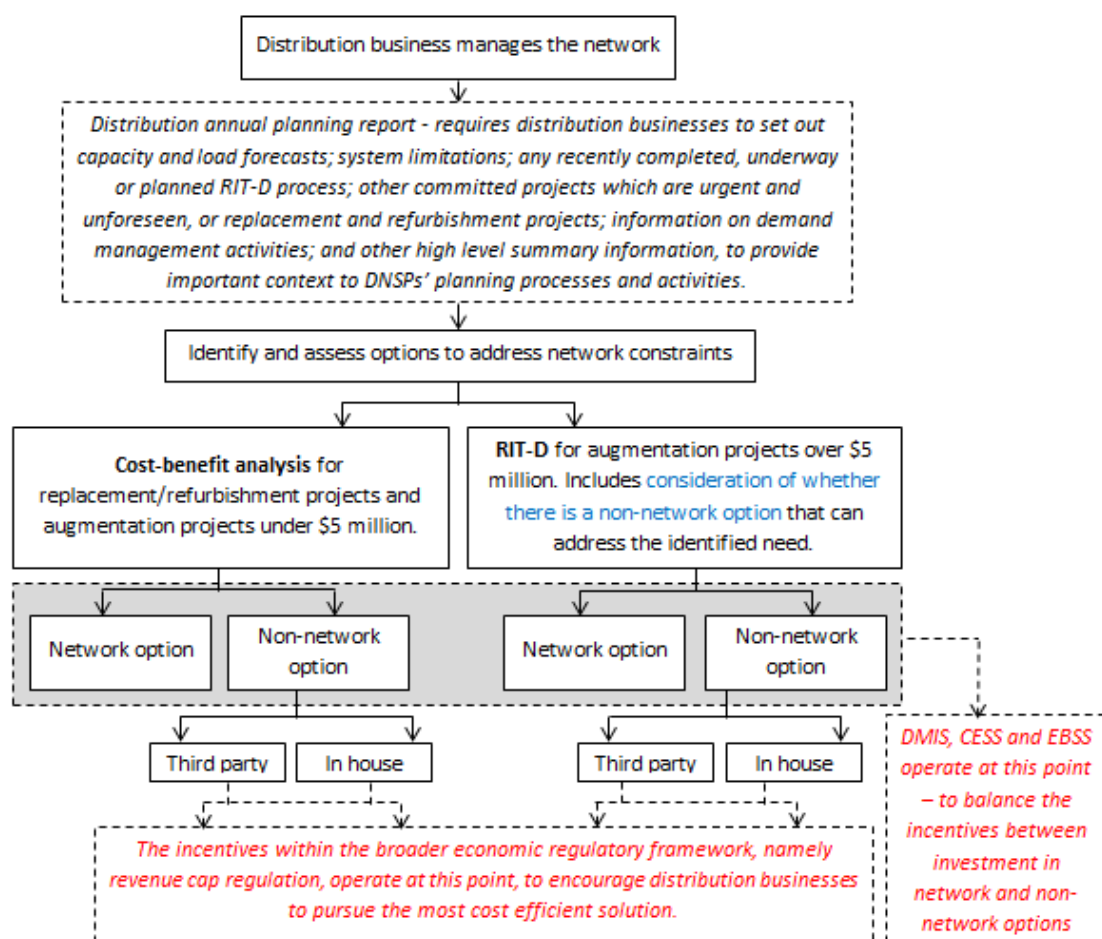 Distribution business manages the network
Distribution annual planning report - requires distribution businesses to set out
capacity and load forecasts; system limitations; any recently completed, underway
or planned RIT-D process; other committed projects which are urgent and
unforeseen, or replacement and refurbishment projects; information on demand
management activities; and other high level summary information, to provide
important context to DNSPs' planning processes and activities.
Identify and assess options to address network constraints
Cost-benefit analysis for
replacement/refurbishment projects and
augmentation projects under $5 million.
RIT-D for augmentation projects over $5
million. Includes consideration of whether
there is a non-network option that can
address the identified need.
Network option
Non-network
option
Network option
Non-network
option
Third party
In house
Third party
In house
DMIS, CESS and EBSS
operate at this point
– to balance the
incentives between
investment in
network and non-
network options
The incentives within the broader economic regulatory framework, namely
revenue cap regulation, operate at this point, to encourage distribution businesses
to pursue the most cost efficient solution.